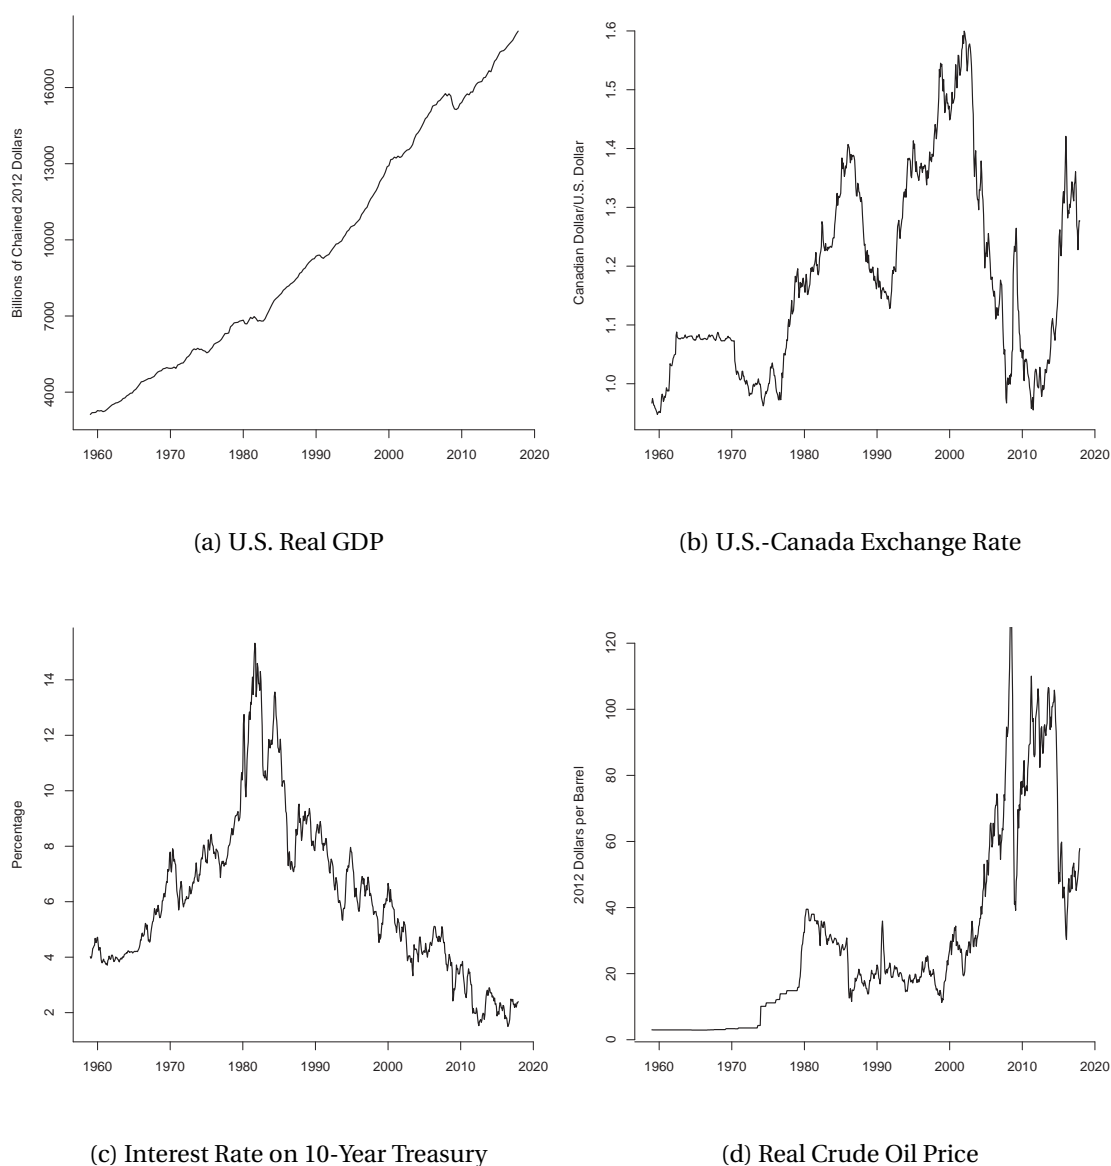 Billions of Chained 2012 Dollars
16000
13000
10000
7000
4000
1960 1970 1980 1990 2000 2010 2020
(a) U.S. Real GDP
Canadian Dollar/U.S. Dollar
1.6
1.5
1.4
1.3
1.2
1.1
1.0
1960 1970 1980 1990 2000 2010 2020
(b) U.S.-Canada Exchange Rate
Percentage
14
12
10
8
6
4
2
1960 1970 1980 1990 2000 2010 2020
(c) Interest Rate on 10-Year Treasury
2012 Dollars per Barrel
120
100
80
60
40
20
0
1960 1970 1980 1990 2000 2010 2020
(d) Real Crude Oil Price